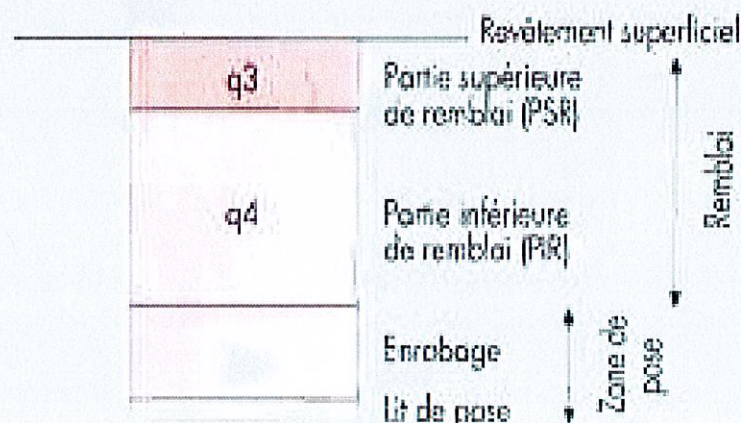 Revêtement superficiel
q3
Partie supérieure
de remblai (PSR)
Remblai
q4
Partie inférieure
de remblai (PIR)
Enrobage
Zone de
pose
Lit de pose